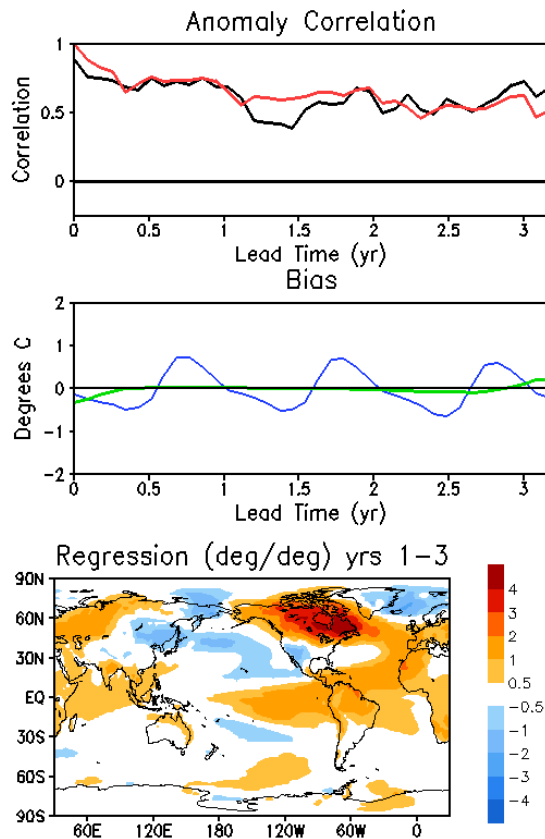 Anomaly Correlation
Correlation
1
0.5
0
0 0.5 1 1.5 2 2.5 3
Lead Time (yr)
Bias
Degrees C
2
1
0
-1
-2
0 0.5 1 1.5 2 2.5 3
Lead Time (yr)
Regression (deg/deg) yrs 1-3
90N
60N
30N
EQ
30S
60S
90S
60E 120E 180 120W 60W 0
4
3
2
1
0.5
-0.5
-1
-2
-3
-4